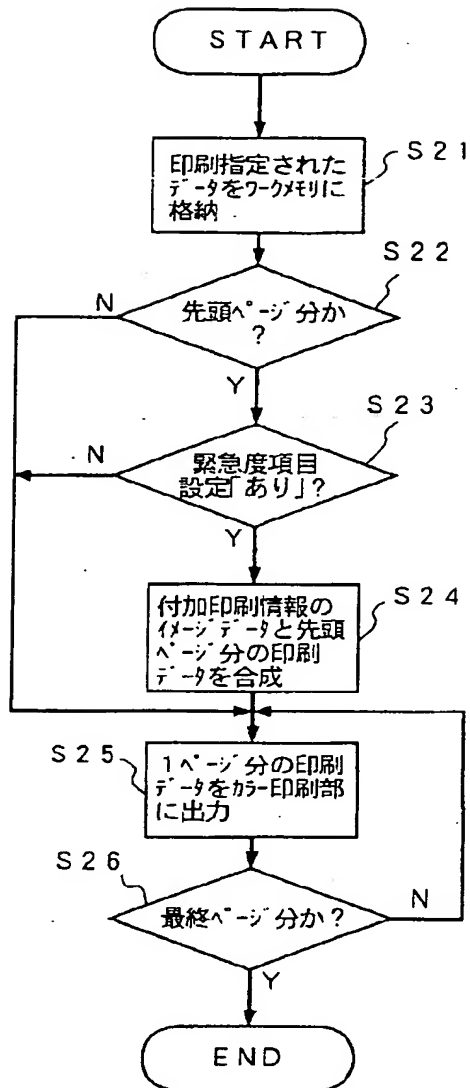 START
S21
印刷指定された
データをワークメモリに
格納
S22
N
先頭ページ分か
?
Y
S23
N
緊急度項目
設定「あり」?
Y
S24
付加印刷情報の
イメージデータと先頭
ページ分の印刷
データを合成
S25
1ページ分の印刷
データをカラー印刷部
に出力
S26
最終ページ分か?
N
Y
END